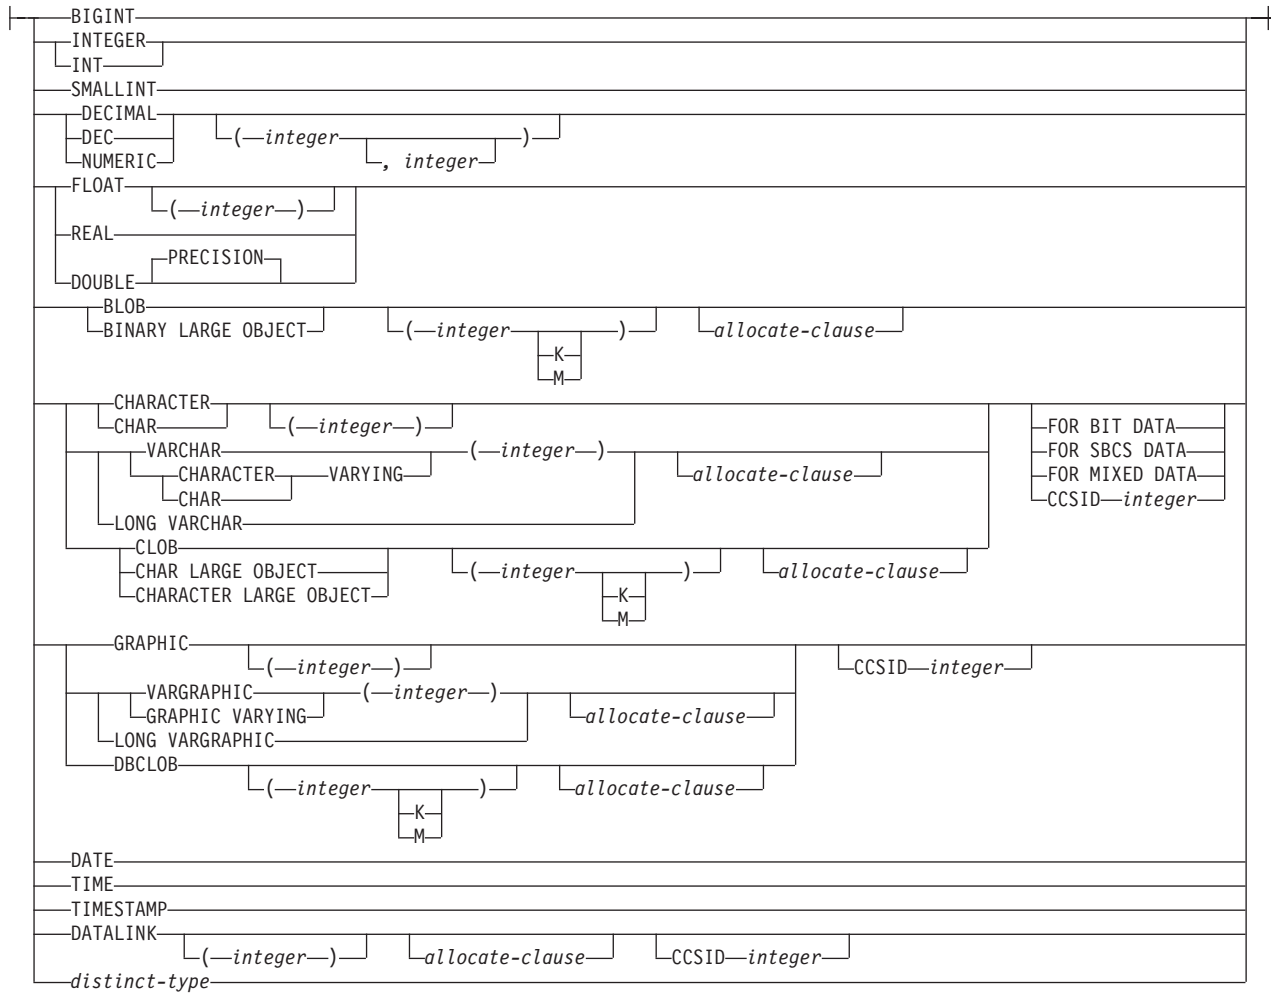 BIGINT
INTEGER
INT
SMALLINT
DECIMAL
DEC ( integer )
NUMERIC , integer
FLOAT
( integer )
REAL
PRECISION
DOUBLE
BLOB
BINARY LARGE OBJECT ( integer ) allocate-clause
K
M
CHARACTER
CHAR ( integer ) FOR BIT DATA
VARCHAR ( integer ) FOR SBCS DATA
CHARACTER VARYING allocate-clause FOR MIXED DATA
CHAR CCSID integer
LONG VARCHAR
CLOB
CHAR LARGE OBJECT ( integer ) allocate-clause
CHARACTER LARGE OBJECT K
M
GRAPHIC
( integer ) CCSID integer
VARGRAPHIC ( integer )
GRAPHIC VARYING allocate-clause
LONG VARGRAPHIC
DBCLOB
( integer ) allocate-clause
K
M
DATE
TIME
TIMESTAMP
DATALINK
( integer ) allocate-clause CCSID integer
distinct-type